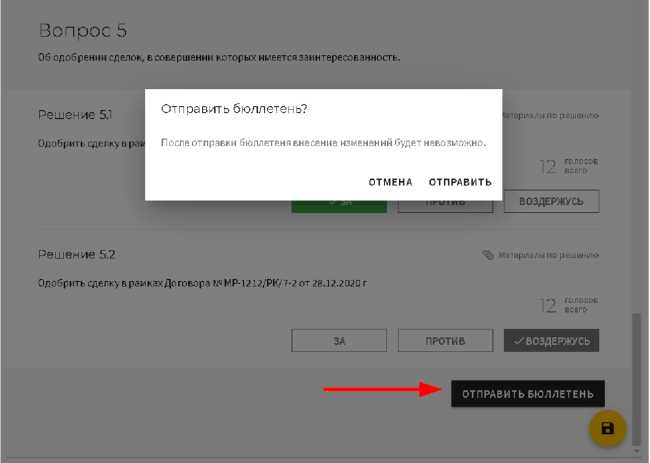 Вопрос 5
Об одобрении сделок, в совершении которых имеется заинтересованность.
Отправить бюллетень?
Решение 5.1
Материалы по решению
Одобрить сделку в рам
После отправки бюллетеня внесение изменений будет невозможно.
12 голосов
всего
ОТМЕНА ОТПРАВИТЬ
ЗА ПРОТИВ ВОЗДЕРЖУСЬ
Решение 5.2
Материалы по решению
Одобрить сделку в рамках Договора № МР-1212/РК/7-2 от 28.12.2020 г
12 голосов
всего
ЗА ПРОТИВ ВОЗДЕРЖУСЬ
ОТПРАВИТЬ БЮЛЛЕТЕНЬ